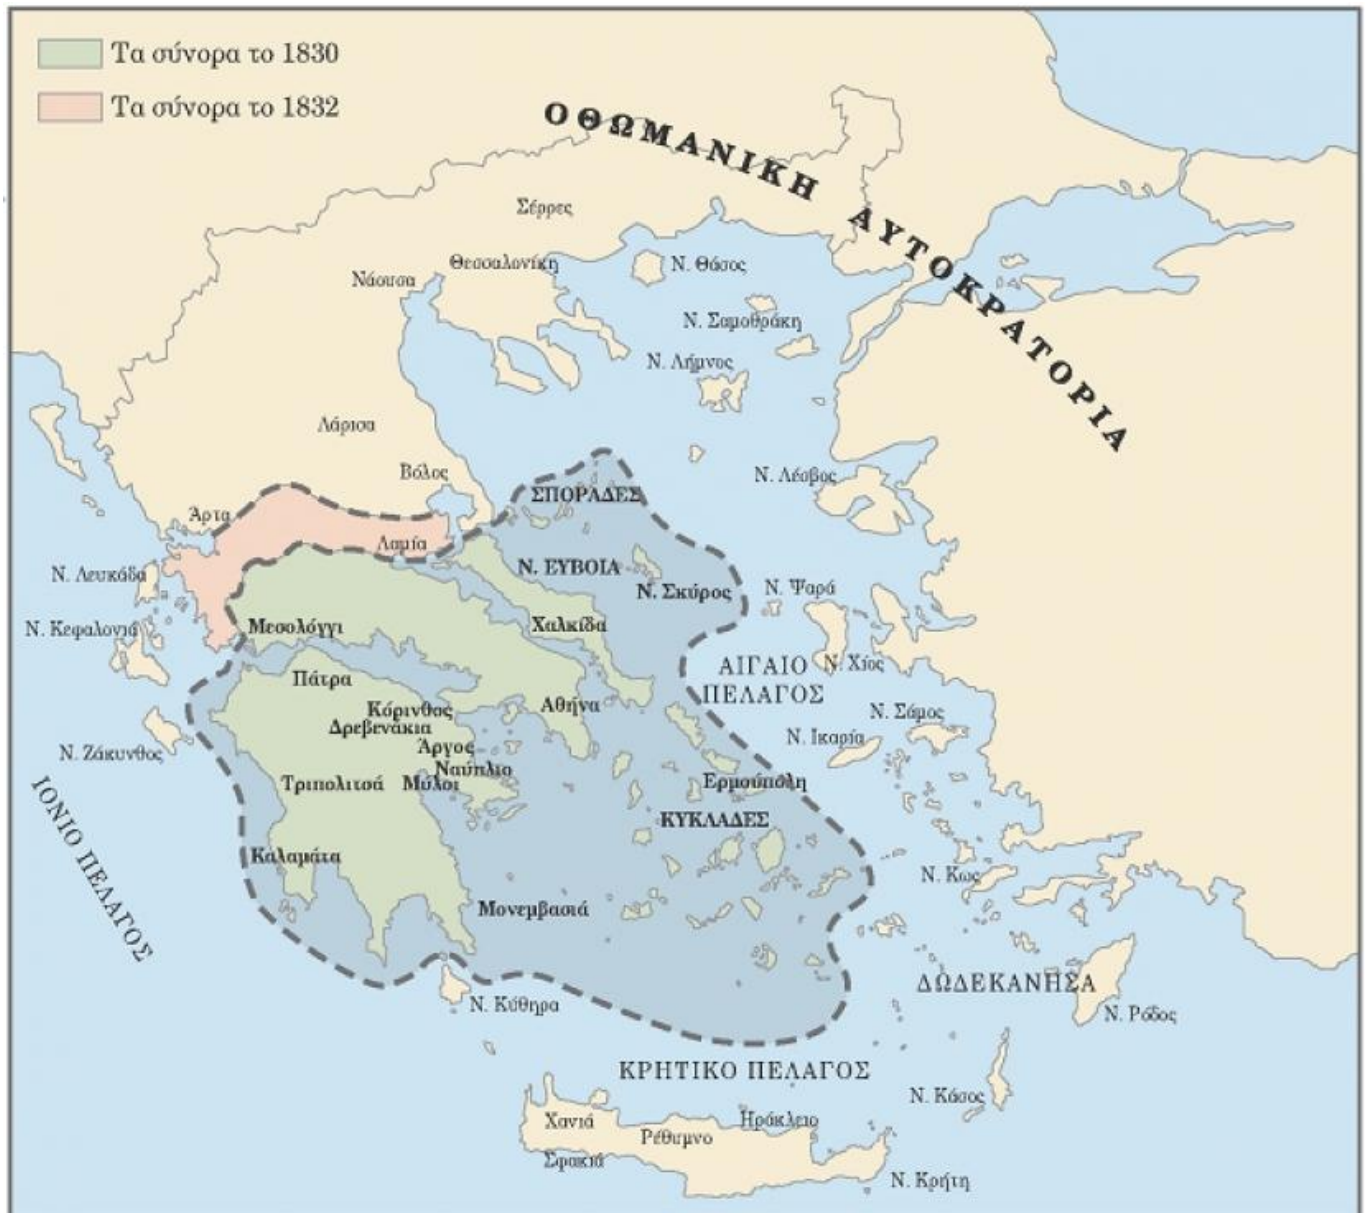 Τα σύνορα το 1830
Τα σύνορα το 1832
ΟΘΩΜΑΝΙΚΗ ΑΥΤΟΚΡΑΤΟΡΙΑ
Σέρρες
Θεσσαλονίκη
Ν. Θάσος
Νάουσα
Ν. Σαμοθράκη
Ν. Λήμνος
Λάρισα
Βόλος
Ν. Λέσβος
ΣΠΟΡΑΔΕΣ
Άρτα
Λαμία
Ν. ΕΥΒΟΙΑ
Ν. Λευκάδα
Ν. Σκύρος
Ν. Ψαρά
Ν. Κεφαλονιά
Μεσολόγγι
Χαλκίδα
ΑΙΓΑΙΟ
ΠΕΛΑΓΟΣ
Ν. Χίος
Πάτρα
Κόρινθος
Αθήνα
Ν. Σάμος
Δρεβενάκια
Ν. Ικαρία
Άργος
Ν. Ζάκυνθος
Ναύπλιο
Τριπολιτσά
Μύλοι
Ερμούπολη
ΙΟΝΙΟ ΠΕΛΑΓΟΣ
ΚΥΚΛΑΔΕΣ
Καλαμάτα
Ν. Κως
Μονεμβασιά
ΔΩΔΕΚΑΝΗΣΑ
Ν. Κύθηρα
Ν. Ρόδος
ΚΡΗΤΙΚΟ ΠΕΛΑΓΟΣ
Ν. Κάσος
Χανιά
Ηράκλειο
Ρέθυμνο
Σφακιά
Ν. Κρήτη